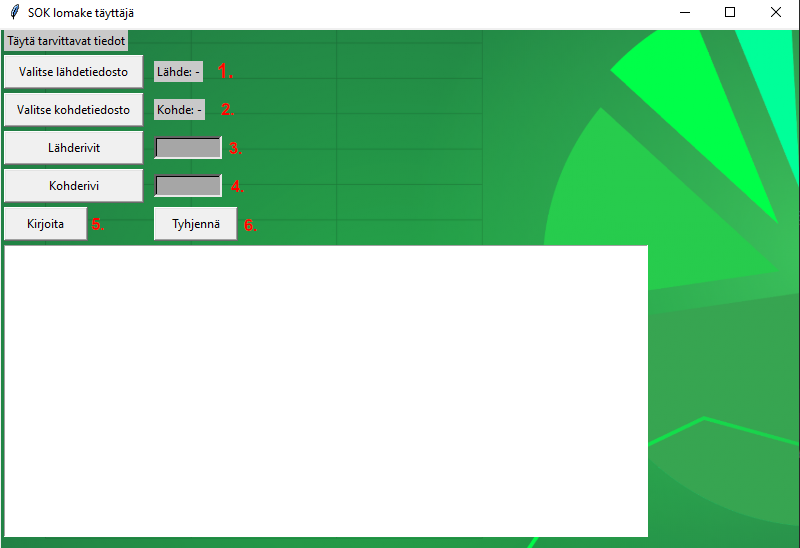 SOK lomake täyttäjä
Täytä tarvittavat tiedot
Valitse lähdetiedosto Lähde: - 1.
Valitse kohdetiedosto Kohde: - 2.
Lähderivit 3.
Kohderivi 4.
Kirjoita 5. Tyhjennä 6.